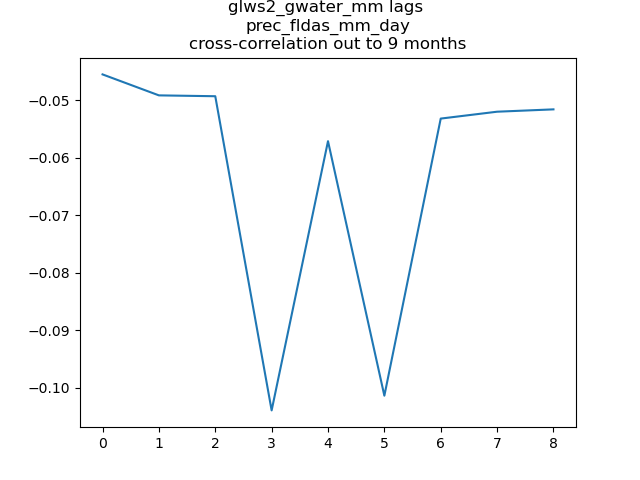 glws2_gwater_mm lags
prec_fldas_mm_day
cross-correlation out to 9 months
−0.05
−0.06
−0.07
−0.08
−0.09
−0.10
0 1 2 3 4 5 6 7 8